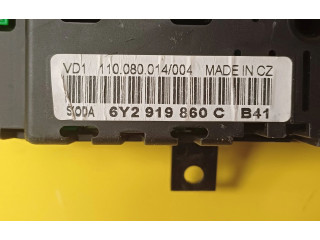 VD1 110.080.014/004 MADE IN CZ
SKODA 6Y2 919 860 C B41